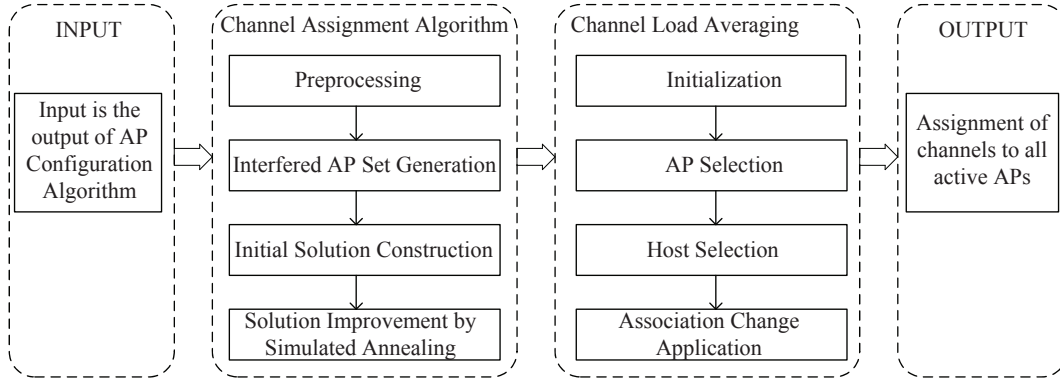 INPUT
Input is the
output of AP
Configuration
Algorithm
Channel Assignment Algorithm
Preprocessing
Interfered AP Set Generation
Initial Solution Construction
Solution Improvement by
Simulated Annealing
Channel Load Averaging
Initialization
AP Selection
Host Selection
Association Change
Application
OUTPUT
Assignment of
channels to all
active APs